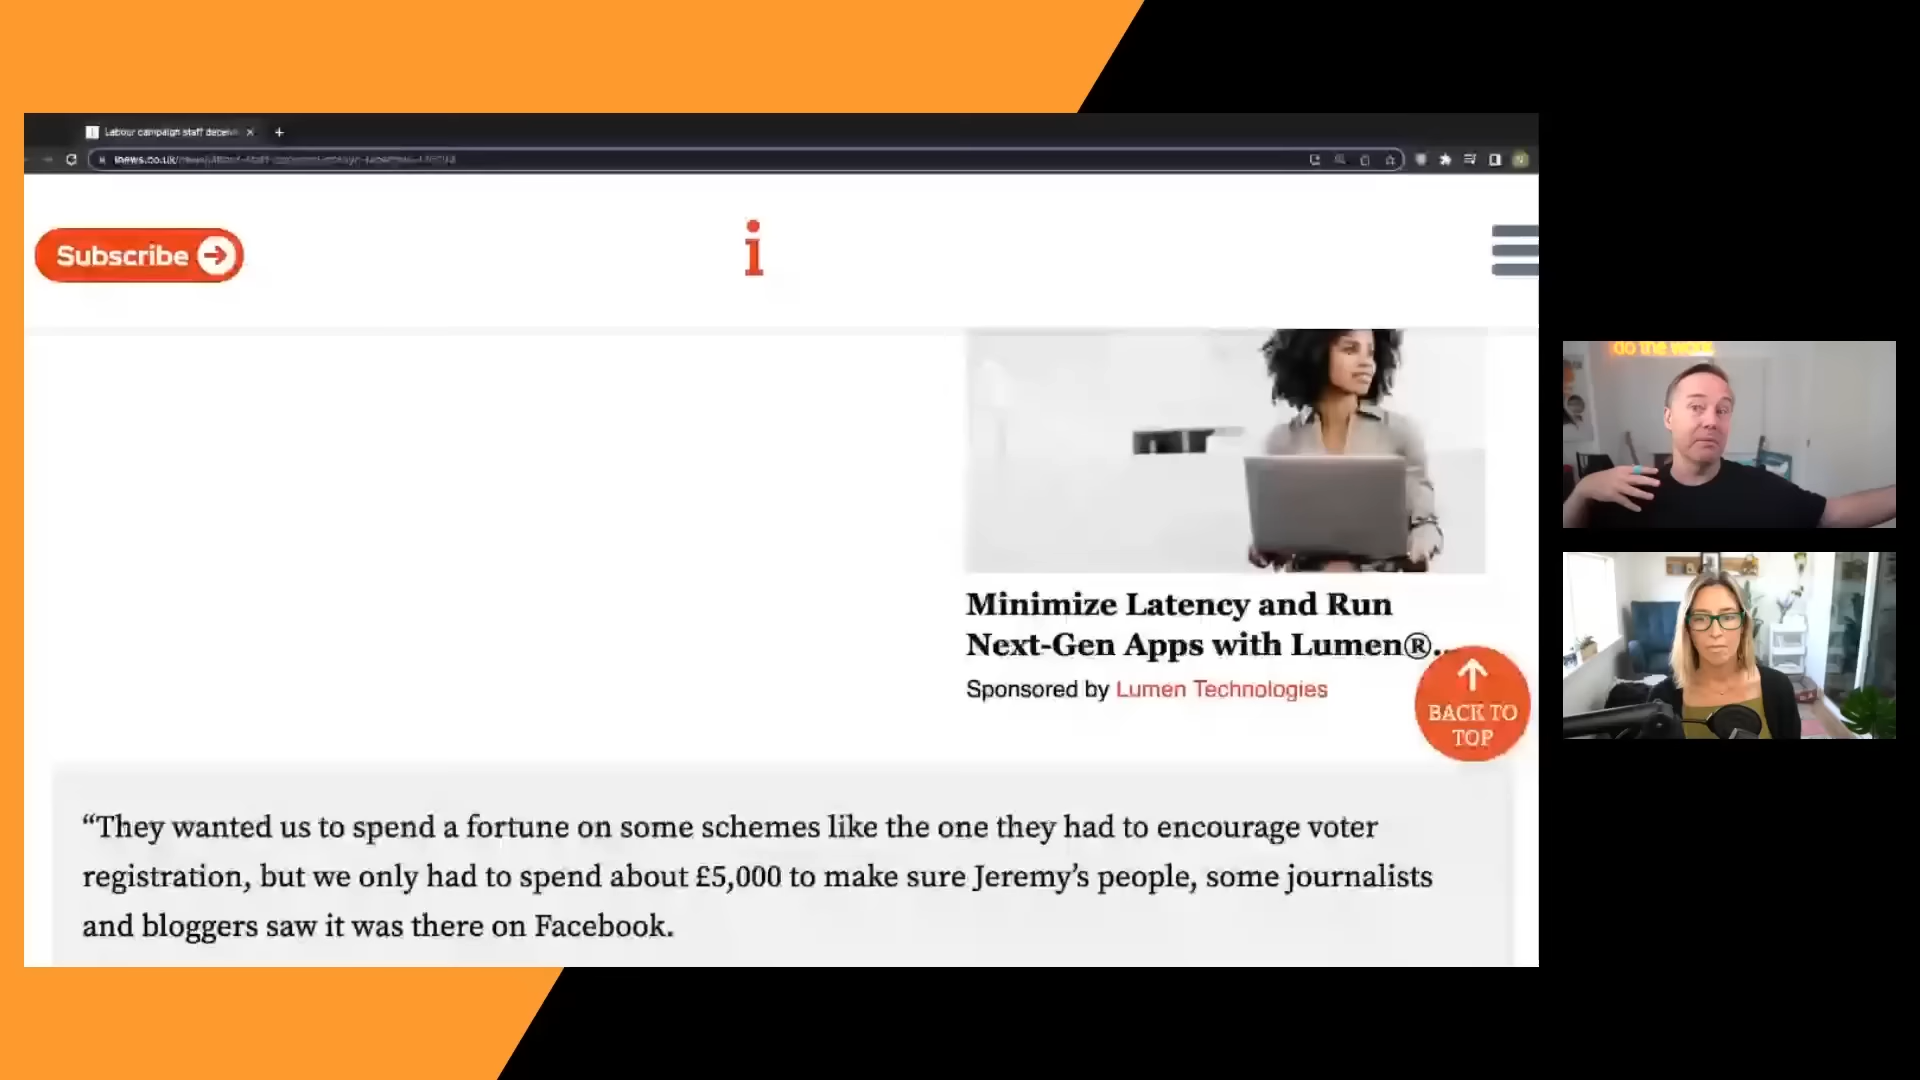 Labour campaign staff
inews.co.uk/
Subscribe
i
Minimize Latency and Run
Next-Gen Apps with Lumen®...
Sponsored by Lumen Technologies
BACK TO
TOP
“They wanted us to spend a fortune on some schemes like the one they had to encourage voter
registration, but we only had to spend about £5,000 to make sure Jeremy’s people, some journalists
and bloggers saw it was there on Facebook.
do the work